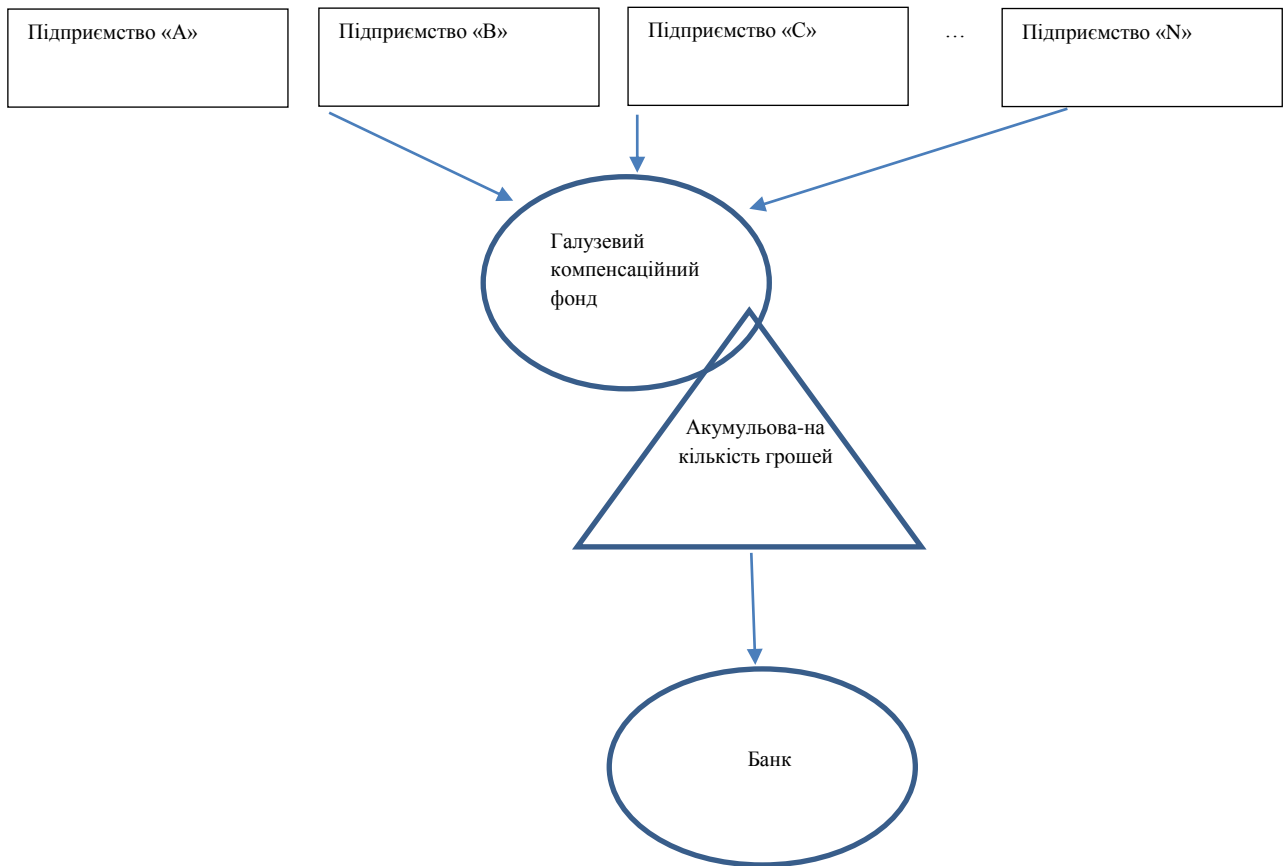 Підприємство «А»
Підприємство «В»
Підприємство «С»
…
Підприємство «N»
Галузевий
компенсаційний
фонд
Акумульова-на
кількість грошей
Банк